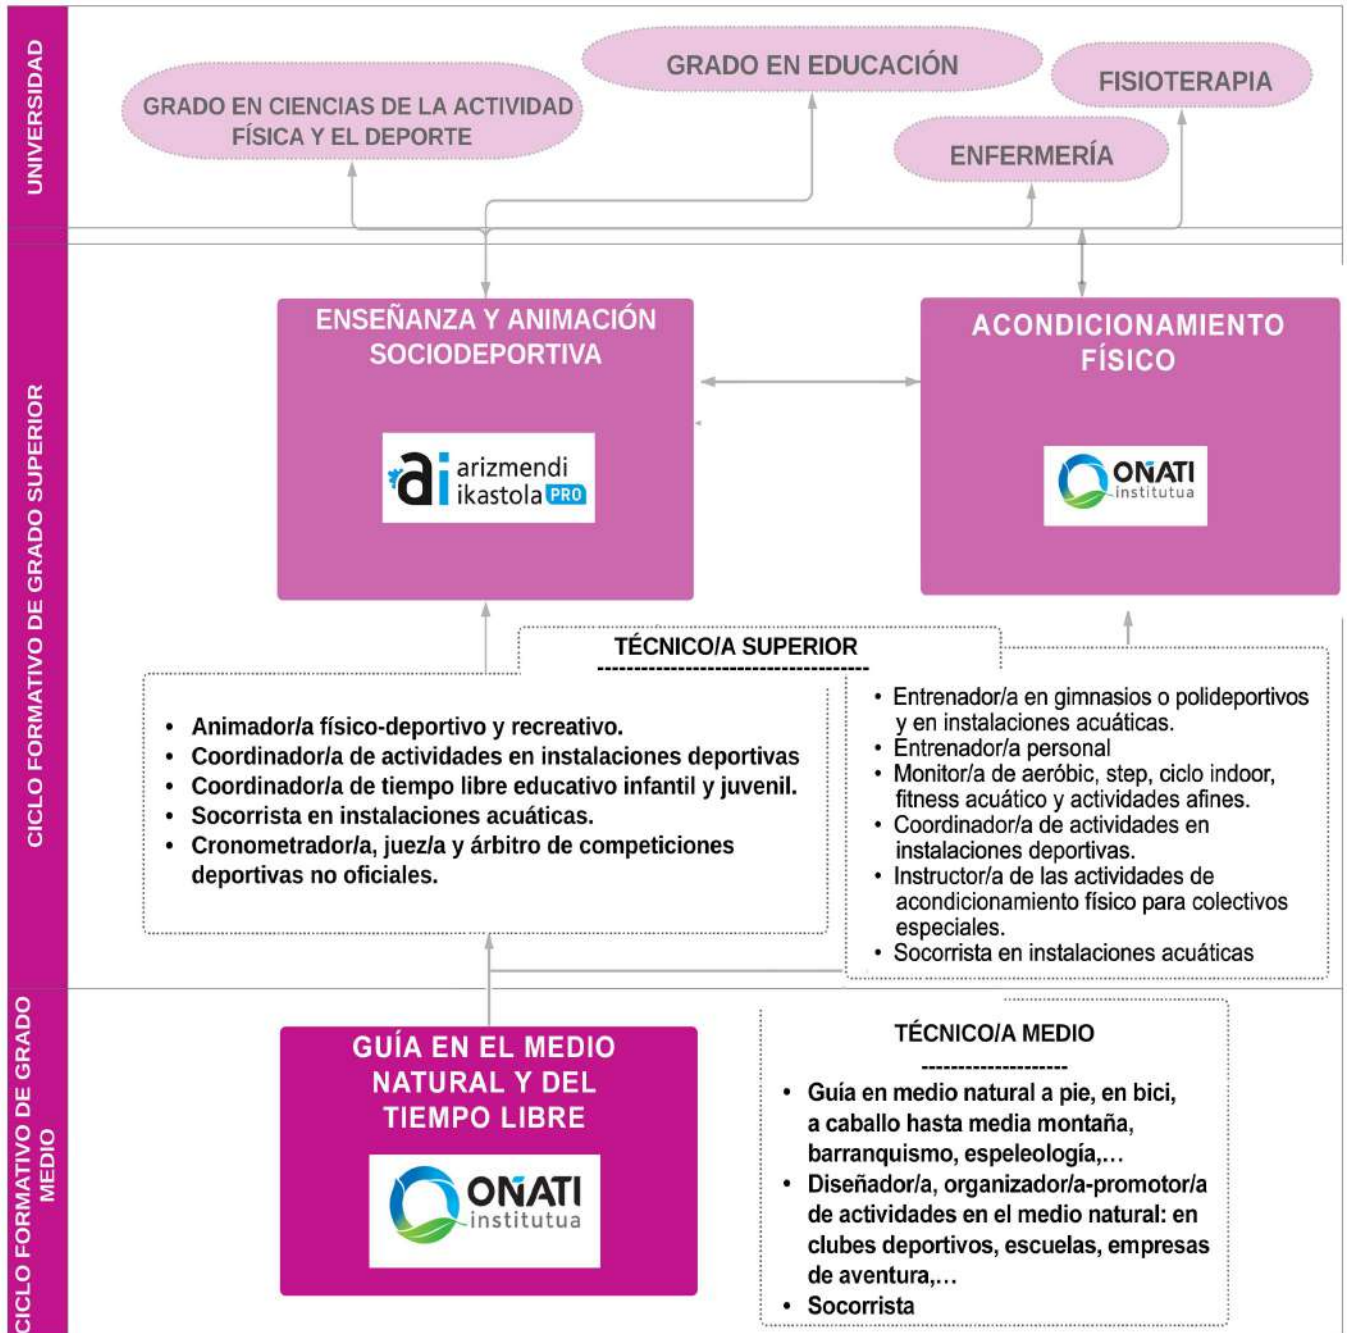 UNIVERSIDAD
GRADO EN CIENCIAS DE LA ACTIVIDAD
FÍSICA Y EL DEPORTE
GRADO EN EDUCACIÓN
FISIOTERAPIA
ENFERMERÍA
CICLO FORMATIVO DE GRADO SUPERIOR
ENSEÑANZA Y ANIMACIÓN
SOCIODEPORTIVA
ai arizmendi
ikastola PRO
ACONDICIONAMIENTO
FÍSICO
OÑATI
institutua
TÉCNICO/A SUPERIOR
------------------------------------
• Animador/a físico-deportivo y recreativo.
• Coordinador/a de actividades en instalaciones deportivas
• Coordinador/a de tiempo libre educativo infantil y juvenil.
• Socorrista en instalaciones acuáticas.
• Cronometrador/a, juez/a y árbitro de competiciones
deportivas no oficiales.
• Entrenador/a en gimnasios o polideportivos
y en instalaciones acuáticas.
• Entrenador/a personal
• Monitor/a de aeróbic, step, ciclo indoor,
fitness acuático y actividades afines.
• Coordinador/a de actividades en
instalaciones deportivas.
• Instructor/a de las actividades de
acondicionamiento físico para colectivos
especiales.
• Socorrista en instalaciones acuáticas
CICLO FORMATIVO DE GRADO
MEDIO
GUÍA EN EL MEDIO
NATURAL Y DEL
TIEMPO LIBRE
OÑATI
institutua
TÉCNICO/A MEDIO
--------------------
• Guía en medio natural a pie, en bici,
a caballo hasta media montaña,
barranquismo, espeleología,...
• Diseñador/a, organizador/a-promotor/a
de actividades en el medio natural: en
clubes deportivos, escuelas, empresas
de aventura,...
• Socorrista